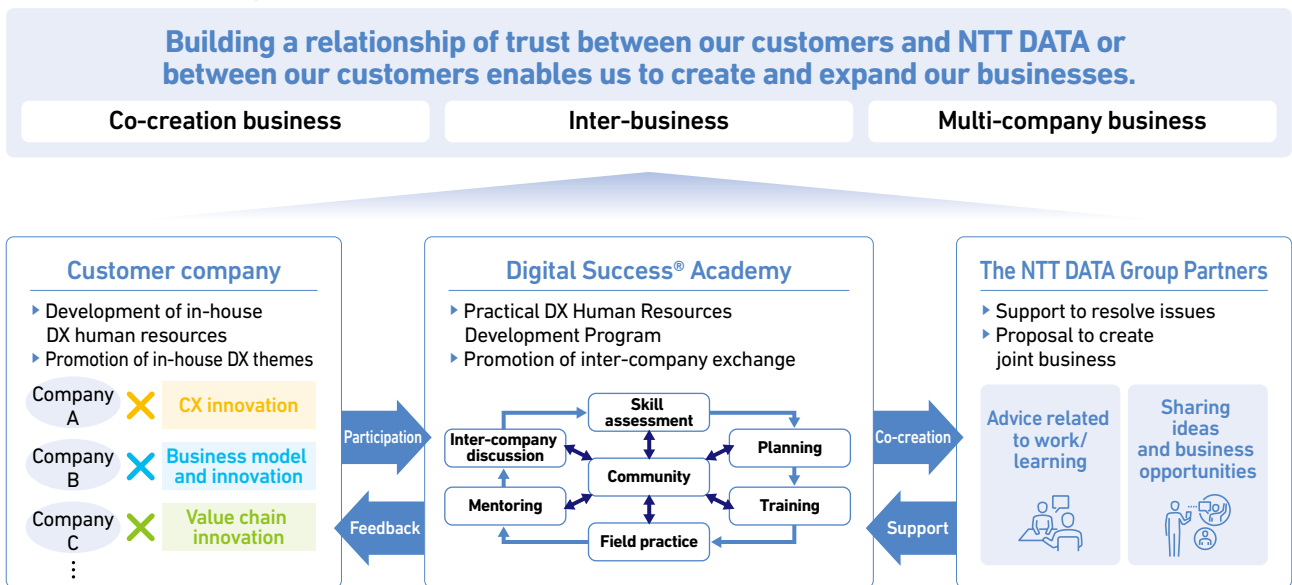 Building a relationship of trust between our customers and NTT DATA or
between our customers enables us to create and expand our businesses.
Co-creation business
Inter-business
Multi-company business
Customer company
▸ Development of in-house
DX human resources
▸ Promotion of in-house DX themes
Company
A
CX innovation
Company
B
Business model
and innovation
Company
C
Value chain
innovation
⋮
Participation
Feedback
Digital Success® Academy
▸ Practical DX Human Resources
Development Program
▸ Promotion of inter-company exchange
Skill
assessment
Inter-company
discussion
Planning
Community
Mentoring
Training
Field practice
Co-creation
Support
The NTT DATA Group Partners
▸ Support to resolve issues
▸ Proposal to create
joint business
Advice related
to work/
learning
Sharing
ideas
and business
opportunities